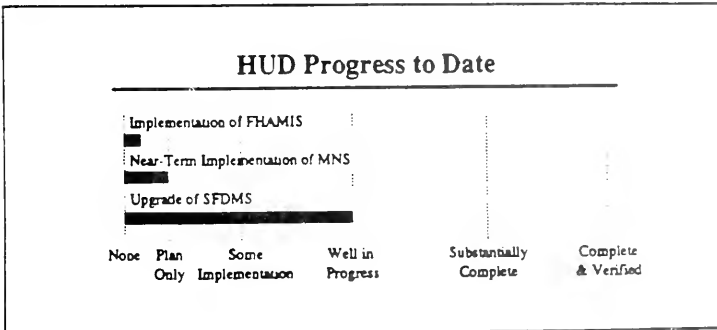 HUD Progress to Date
Implementation of FHAMIS
Near-Term Implementation of MNS
Upgrade of SFDMS
None Plan Some Well in Substantially Complete
Only Implementation Progress Complete & Verified